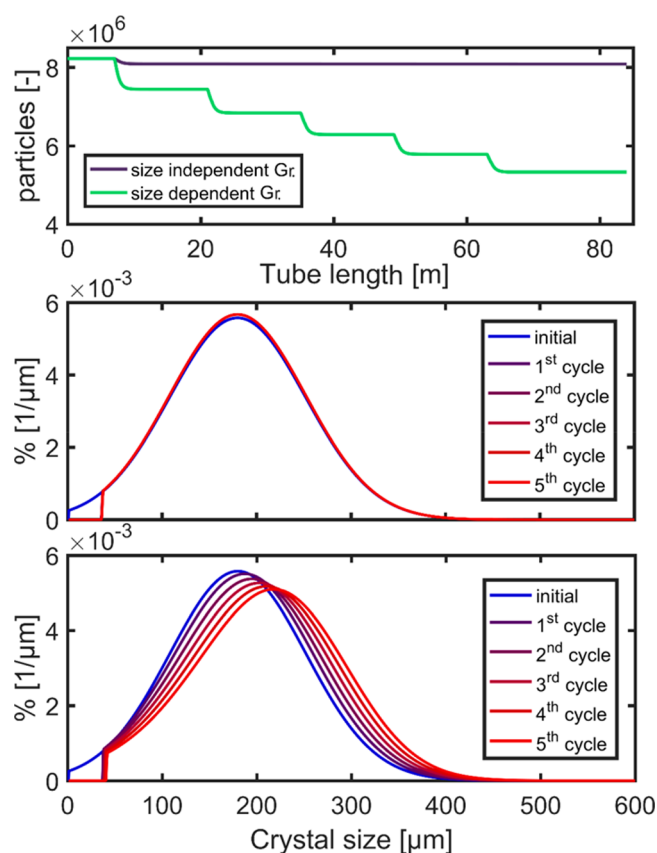 ×10⁶
particles [-]
8
6
4
size independent Gr.
size dependent Gr.
0 20 40 60 80
Tube length [m]
×10⁻³
% [1/µm]
6
4
2
0
initial
1ˢᵗ cycle
2ⁿᵈ cycle
3ʳᵈ cycle
4ᵗʰ cycle
5ᵗʰ cycle
×10⁻³
% [1/µm]
6
4
2
0
initial
1ˢᵗ cycle
2ⁿᵈ cycle
3ʳᵈ cycle
4ᵗʰ cycle
5ᵗʰ cycle
0 100 200 300 400 500 600
Crystal size [µm]